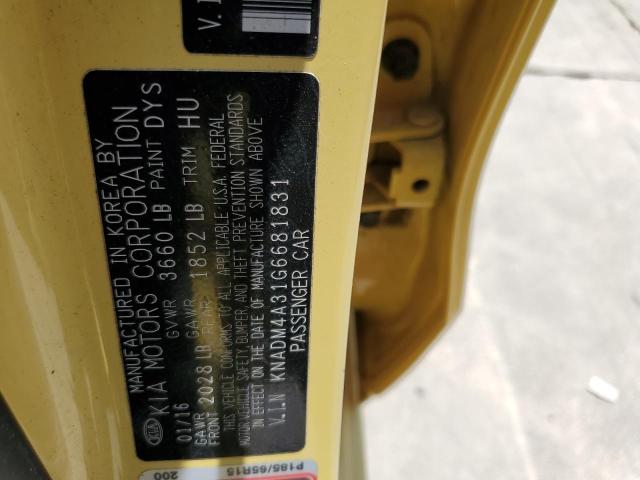 MANUFACTURED IN KOREA BY
KIA MOTORS CORPORATION
01/16 GVWR 3660 LB PAINT DYS
GAWR FRONT 2028 LB GAWR REAR 1852 LB TRIM HU
THIS VEHICLE CONFORMS TO ALL APPLICABLE U.S.A. FEDERAL
MOTOR VEHICLE SAFETY BUMPER AND THEFT PREVENTION STANDARDS
IN EFFECT ON THE DATE OF MANUFACTURE SHOWN ABOVE
V.I.N KNADM4A31G6681831
PASSENGER CAR
KIA
V.I
P185/65R15
200